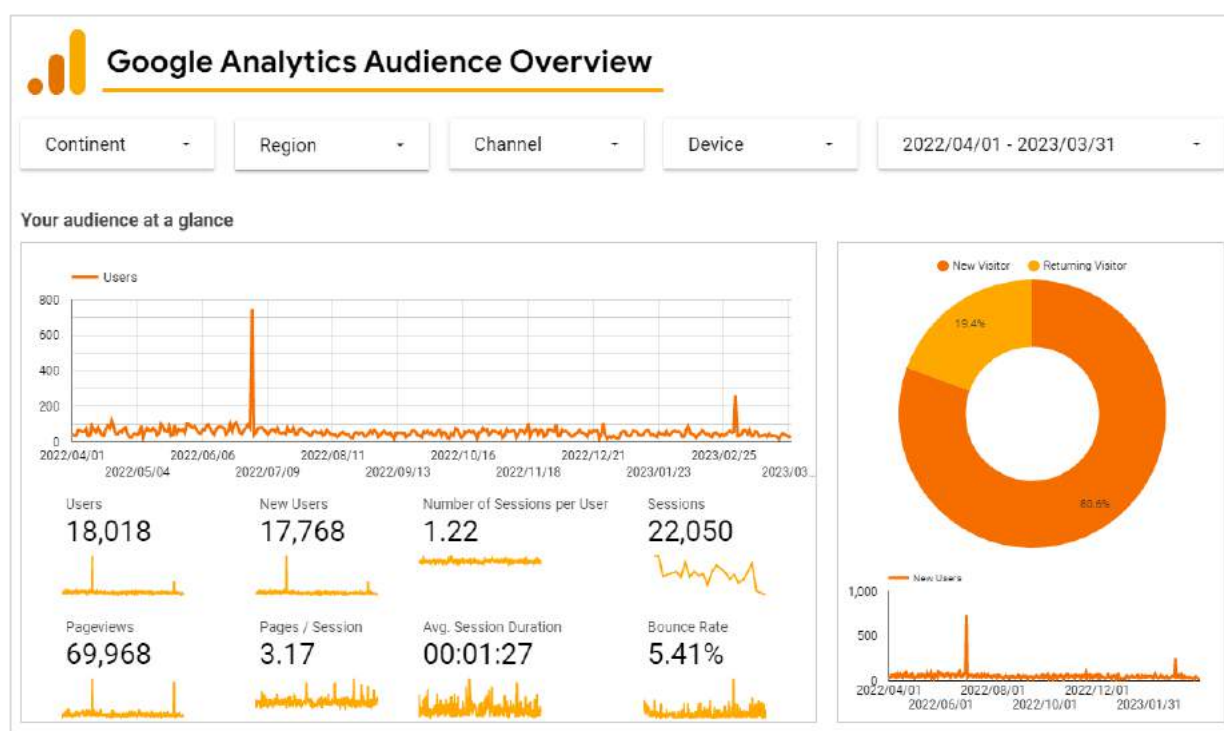 Google Analytics Audience Overview
Continent
Region
Channel
Device
2022/04/01 - 2023/03/31
Your audience at a glance
Users
800
600
400
200
0
2022/04/01
2022/05/04
2022/06/06
2022/07/09
2022/08/11
2022/09/13
2022/10/16
2022/11/18
2022/12/21
2023/01/23
2023/02/25
2023/03...
Users
18,018
New Users
17,768
Number of Sessions per User
1.22
Sessions
22,050
Pageviews
69,968
Pages / Session
3.17
Avg. Session Duration
00:01:27
Bounce Rate
5.41%
New Visitor
Returning Visitor
19.4%
80.6%
New Users
1,000
500
0
2022/04/01
2022/06/01
2022/08/01
2022/10/01
2022/12/01
2023/01/31